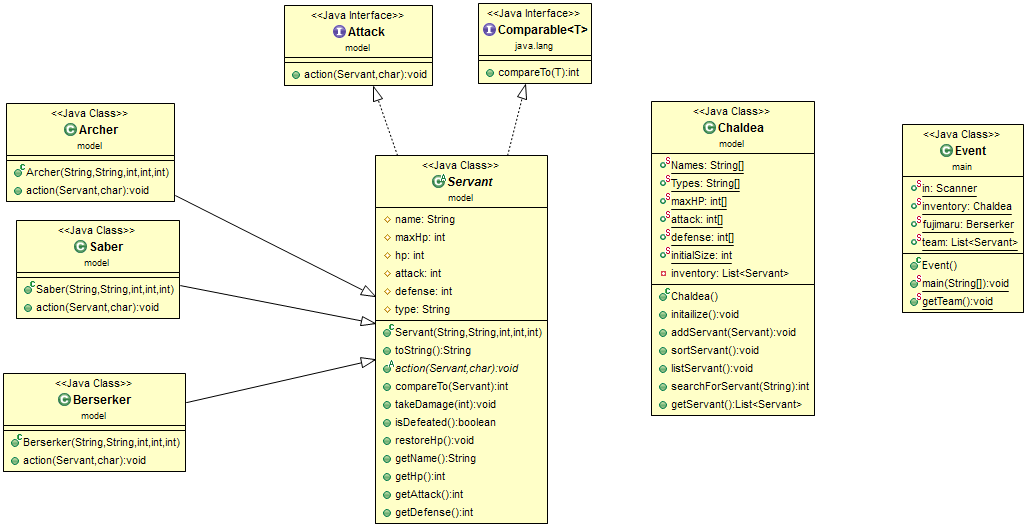 <<Java Interface>>
Attack
model
action(Servant,char):void
<<Java Interface>>
Comparable<T>
java.lang
compareTo(T):int
<<Java Class>>
Archer
model
Archer(String,String,int,int,int)
action(Servant,char):void
<<Java Class>>
Saber
model
Saber(String,String,int,int,int)
action(Servant,char):void
<<Java Class>>
Berserker
model
Berserker(String,String,int,int,int)
action(Servant,char):void
<<Java Class>>
Servant
model
name: String
maxHp: int
hp: int
attack: int
defense: int
type: String
Servant(String,String,int,int,int)
toString():String
action(Servant,char):void
compareTo(Servant):int
takeDamage(int):void
isDefeated():boolean
restoreHp():void
getName():String
getHp():int
getAttack():int
getDefense():int
<<Java Class>>
Chaldea
model
Names: String[]
Types: String[]
maxHP: int[]
attack: int[]
defense: int[]
initialSize: int
inventory: List<Servant>
Chaldea()
initailize():void
addServant(Servant):void
sortServant():void
listServant():void
searchForServant(String):int
getServant():List<Servant>
<<Java Class>>
Event
main
in: Scanner
inventory: Chaldea
fujimaru: Berserker
team: List<Servant>
Event()
main(String[]):void
getTeam():void